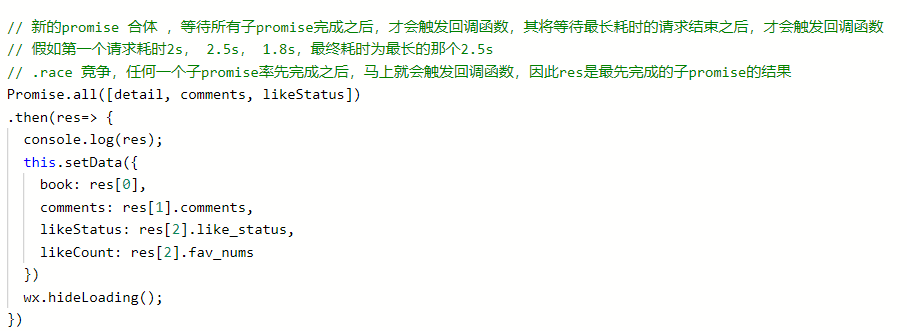 // 新的promise 合体 ，等待所有子promise完成之后，才会触发回调函数，其将等待最长耗时的请求结束之后，才会触发回调函数
// 假如第一个请求耗时2s， 2.5s， 1.8s，最终耗时为最长的那个2.5s
// .race 竞争，任何一个子promise率先完成之后，马上就会触发回调函数，因此res是最先完成的子promise的结果
Promise.all([detail, comments, likeStatus])
.then(res=> {
  console.log(res);
  this.setData({
    book: res[0],
    comments: res[1].comments,
    likeStatus: res[2].like_status,
    likeCount: res[2].fav_nums
  })
  wx.hideLoading();
})